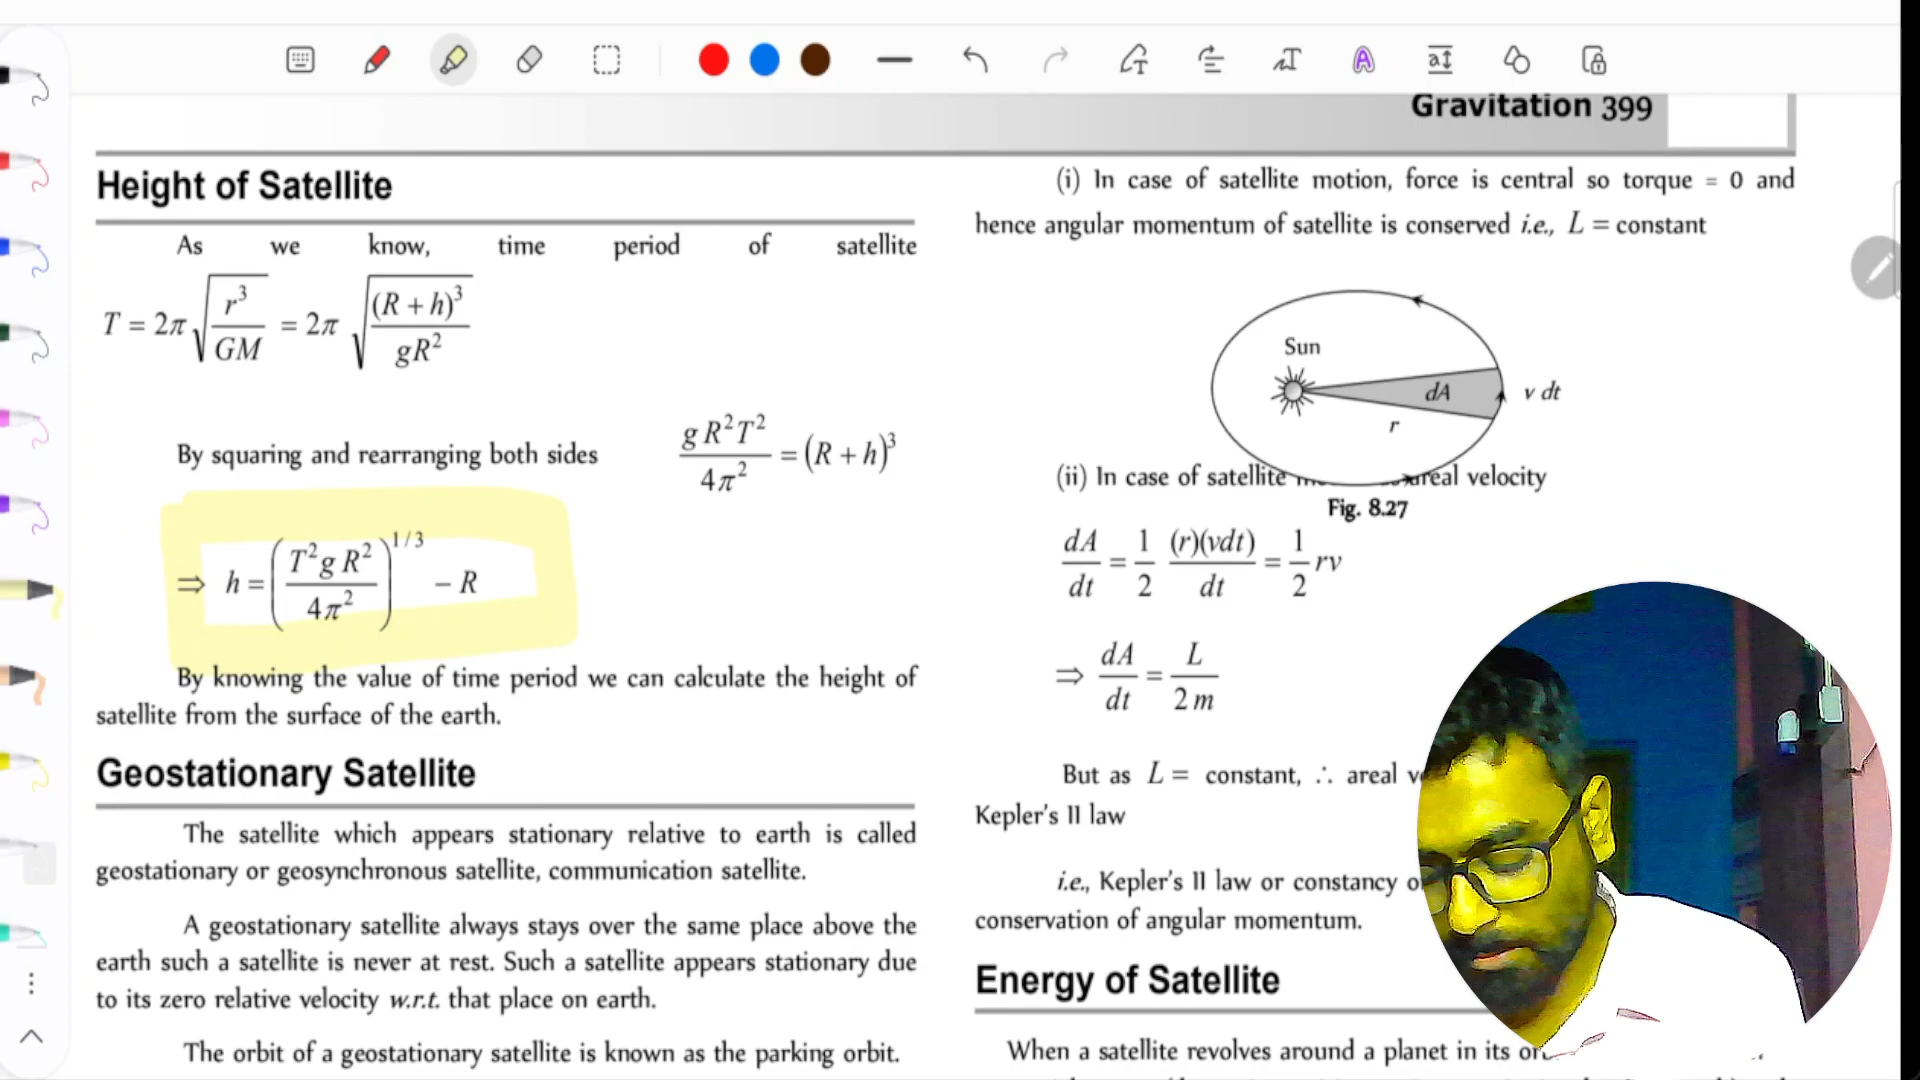 Gravitation 399
Height of Satellite
As we know, time period of satellite
T = 2π √(r³/GM) = 2π √((R + h)³/gR²)
By squaring and rearranging both sides gR²T²/4π² = (R + h)³
⇒ h = (T²gR²/4π²)^1/3 − R
By knowing the value of time period we can calculate the height of
satellite from the surface of the earth.
Geostationary Satellite
The satellite which appears stationary relative to earth is called
geostationary or geosynchronous satellite, communication satellite.
A geostationary satellite always stays over the same place above the
earth such a satellite is never at rest. Such a satellite appears stationary due
to its zero relative velocity w.r.t. that place on earth.
The orbit of a geostationary satellite is known as the parking orbit.
(i) In case of satellite motion, force is central so torque = 0 and
hence angular momentum of satellite is conserved i.e., L = constant
Sun
dA
v dt
r
(ii) In case of satellite areal velocity
Fig. 8.27
dA/dt = 1/2 (r)(vdt)/dt = 1/2 rv
⇒ dA/dt = L/2m
But as L = constant, ∴ areal
Kepler's II law
i.e., Kepler's II law or constancy
conservation of angular momentum.
Energy of Satellite
When a satellite revolves around a planet in its